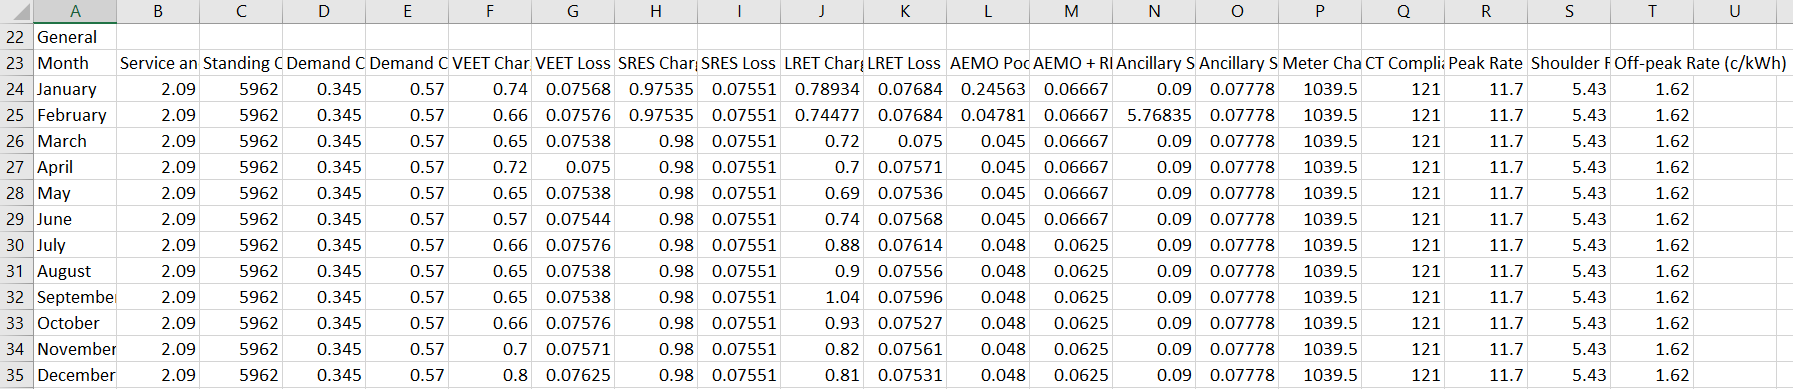 A B C D E F G H I J K L M N O P Q R S T U
22 General
23 Month Service an Standing C Demand C Demand C VEET Char VEET Loss SRES Char SRES Loss LRET Char LRET Loss AEMO Poo AEMO + RI Ancillary S Ancillary S Meter Cha CT Complia Peak Rate Shoulder F Off-peak Rate (c/kWh)
24 January 2.09 5962 0.345 0.57 0.74 0.07568 0.97535 0.07551 0.78934 0.07684 0.24563 0.06667 0.09 0.07778 1039.5 121 11.7 5.43 1.62
25 February 2.09 5962 0.345 0.57 0.66 0.07576 0.97535 0.07551 0.74477 0.07684 0.04781 0.06667 5.76835 0.07778 1039.5 121 11.7 5.43 1.62
26 March 2.09 5962 0.345 0.57 0.65 0.07538 0.98 0.07551 0.72 0.075 0.045 0.06667 0.09 0.07778 1039.5 121 11.7 5.43 1.62
27 April 2.09 5962 0.345 0.57 0.72 0.075 0.98 0.07551 0.7 0.07571 0.045 0.06667 0.09 0.07778 1039.5 121 11.7 5.43 1.62
28 May 2.09 5962 0.345 0.57 0.65 0.07538 0.98 0.07551 0.69 0.07536 0.045 0.06667 0.09 0.07778 1039.5 121 11.7 5.43 1.62
29 June 2.09 5962 0.345 0.57 0.57 0.07544 0.98 0.07551 0.74 0.07568 0.045 0.06667 0.09 0.07778 1039.5 121 11.7 5.43 1.62
30 July 2.09 5962 0.345 0.57 0.66 0.07576 0.98 0.07551 0.88 0.07614 0.048 0.0625 0.09 0.07778 1039.5 121 11.7 5.43 1.62
31 August 2.09 5962 0.345 0.57 0.65 0.07538 0.98 0.07551 0.9 0.07556 0.048 0.0625 0.09 0.07778 1039.5 121 11.7 5.43 1.62
32 September 2.09 5962 0.345 0.57 0.65 0.07538 0.98 0.07551 1.04 0.07596 0.048 0.0625 0.09 0.07778 1039.5 121 11.7 5.43 1.62
33 October 2.09 5962 0.345 0.57 0.66 0.07576 0.98 0.07551 0.93 0.07527 0.048 0.0625 0.09 0.07778 1039.5 121 11.7 5.43 1.62
34 November 2.09 5962 0.345 0.57 0.7 0.07571 0.98 0.07551 0.82 0.07561 0.048 0.0625 0.09 0.07778 1039.5 121 11.7 5.43 1.62
35 December 2.09 5962 0.345 0.57 0.8 0.07625 0.98 0.07551 0.81 0.07531 0.048 0.0625 0.09 0.07778 1039.5 121 11.7 5.43 1.62